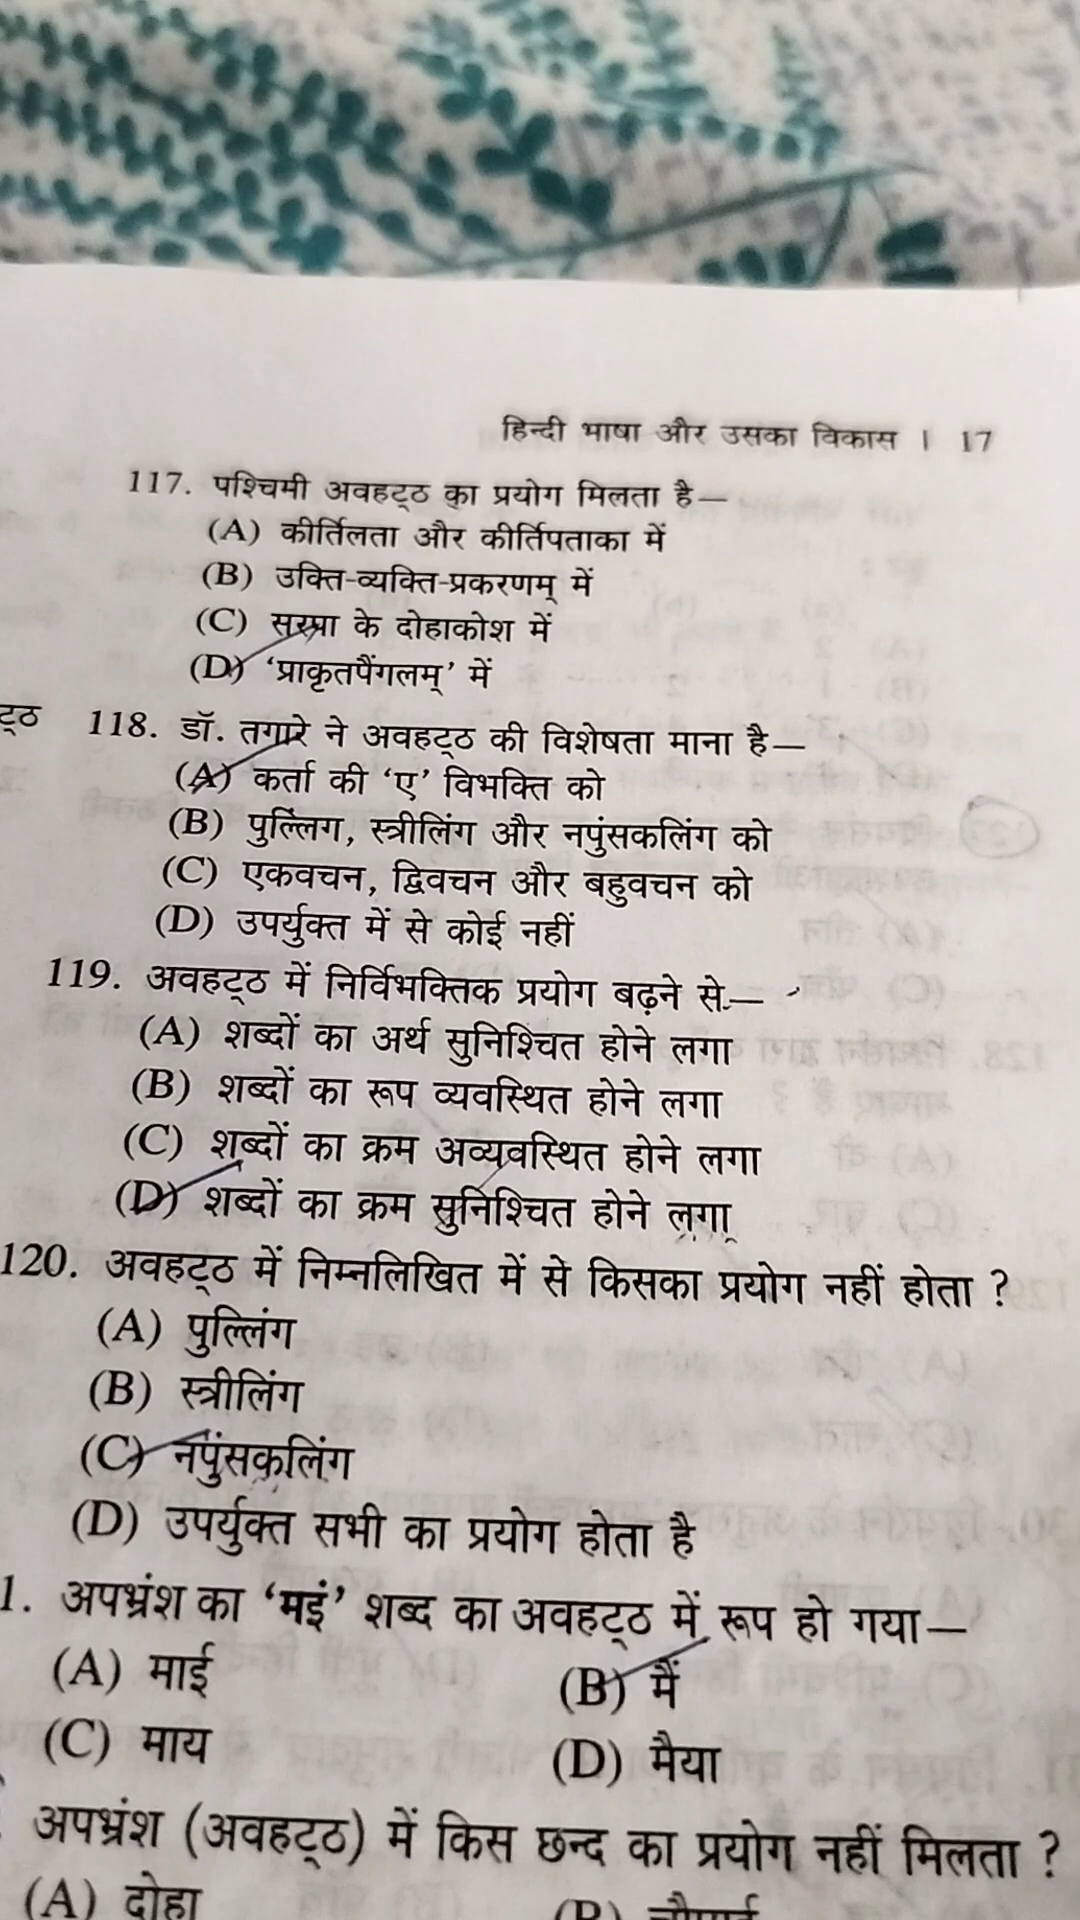 हिन्दी भाषा और उसका विकास । 17
117. पश्चिमी अवहट्ठ का प्रयोग मिलता है—
(A) कीर्तिलता और कीर्तिपताका में
(B) उक्ति-व्यक्ति-प्रकरणम् में
(C) सरपा के दोहाकोश में
(D) 'प्राकृतपैंगलम्' में
ट्ठ
118. डॉ. तगारे ने अवहट्ठ की विशेषता माना है—
(A) कर्ता की 'ए' विभक्ति को
(B) पुल्लिंग, स्त्रीलिंग और नपुंसकलिंग को
(C) एकवचन, द्विवचन और बहुवचन को
(D) उपर्युक्त में से कोई नहीं
119. अवहट्ठ में निर्विभक्तिक प्रयोग बढ़ने से—
(A) शब्दों का अर्थ सुनिश्चित होने लगा
(B) शब्दों का रूप व्यवस्थित होने लगा
(C) शब्दों का क्रम अव्यवस्थित होने लगा
(D) शब्दों का क्रम सुनिश्चित होने लगा
120. अवहट्ठ में निम्नलिखित में से किसका प्रयोग नहीं होता ?
(A) पुल्लिंग
(B) स्त्रीलिंग
(C) नपुंसकलिंग
(D) उपर्युक्त सभी का प्रयोग होता है
1. अपभ्रंश का 'मइं' शब्द का अवहट्ठ में रूप हो गया—
(A) माई (B) मैं
(C) माय (D) मैया
अपभ्रंश (अवहट्ठ) में किस छन्द का प्रयोग नहीं मिलता ?
(A) दोहा (B)